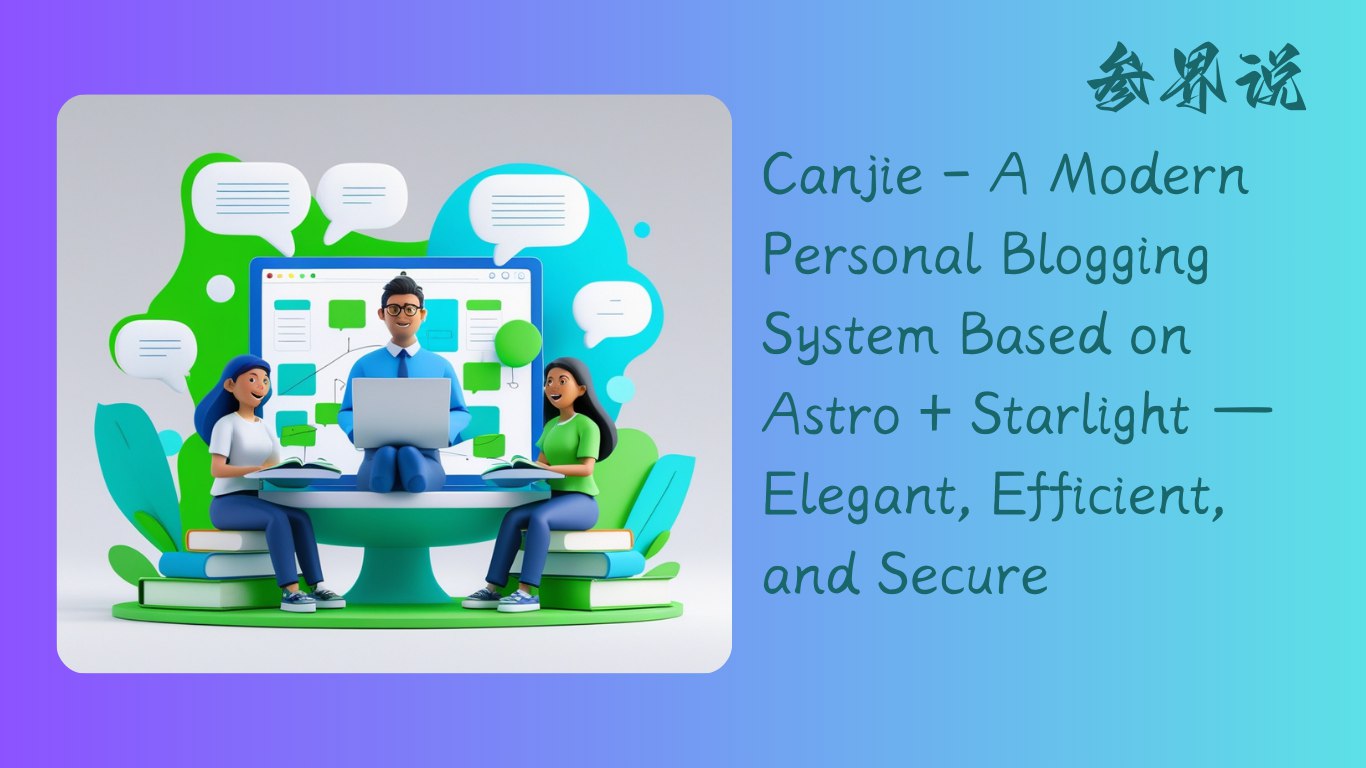 参界说
Canjie – A Modern
Personal Blogging
System Based on
Astro + Starlight —
Elegant, Efficient,
and Secure